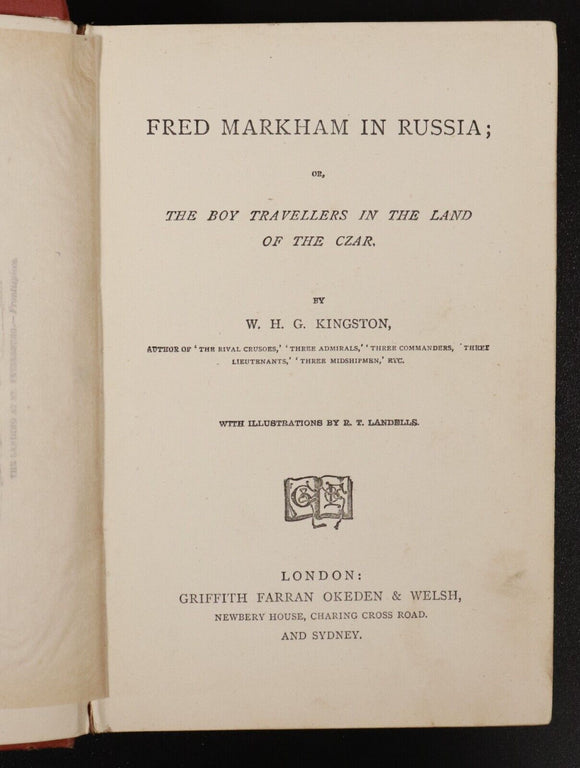 FRED MARKHAM IN RUSSIA;
OR,
THE BOY TRAVELLERS IN THE LAND
OF THE CZAR.
BY
W. H. G. KINGSTON,
AUTHOR OF 'THE RIVAL CRUSOES,' 'THREE ADMIRALS,' 'THREE COMMANDERS, 'THREE
LIEUTENANTS,' 'THREE MIDSHIPMEN,' ETC.
WITH ILLUSTRATIONS BY R. T. LANDELLS.
LONDON:
GRIFFITH FARRAN OKEDEN & WELSH,
NEWBERY HOUSE, CHARING CROSS ROAD.
AND SYDNEY.